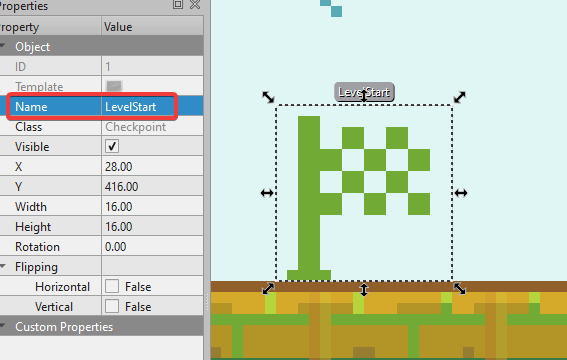 Properties
Property Value
Object
ID 1
Template
Name LevelStart
Class Checkpoint
Visible
X 28.00
Y 416.00
Width 16.00
Height 16.00
Rotation 0.00
Flipping
Horizontal False
Vertical False
Custom Properties
LevelStart